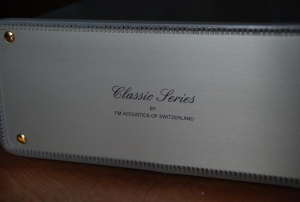 Classic Series
BY
FM ACOUSTICS OF SWITZERLAND